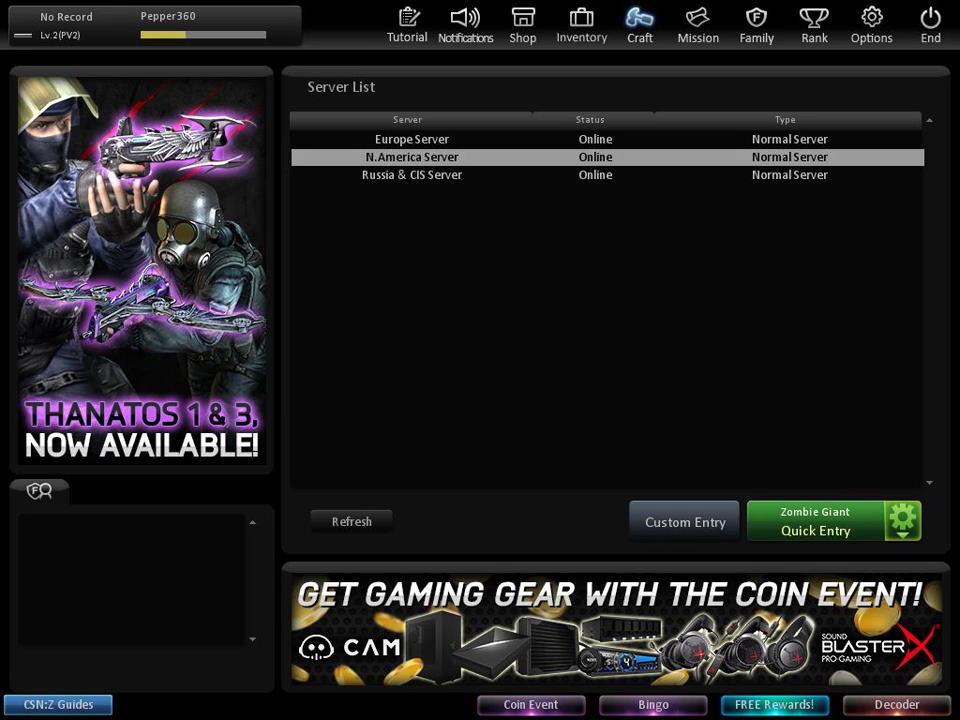 No Record
Pepper360
Lv.2(PV2)
Tutorial
Notifications
Shop
Inventory
Craft
Mission
Family
Rank
Options
End
THANATOS 1 & 3,
NOW AVAILABLE!
Server List
Server Status Type
Europe Server Online Normal Server
N.America Server Online Normal Server
Russia & CIS Server Online Normal Server
Refresh
Custom Entry
Zombie Giant
Quick Entry
GET GAMING GEAR WITH THE COIN EVENT!
CAM
SOUND
BLASTERX
PRO-GAMING
CSN:Z Guides
Coin Event
Bingo
FREE Rewards!
Decoder